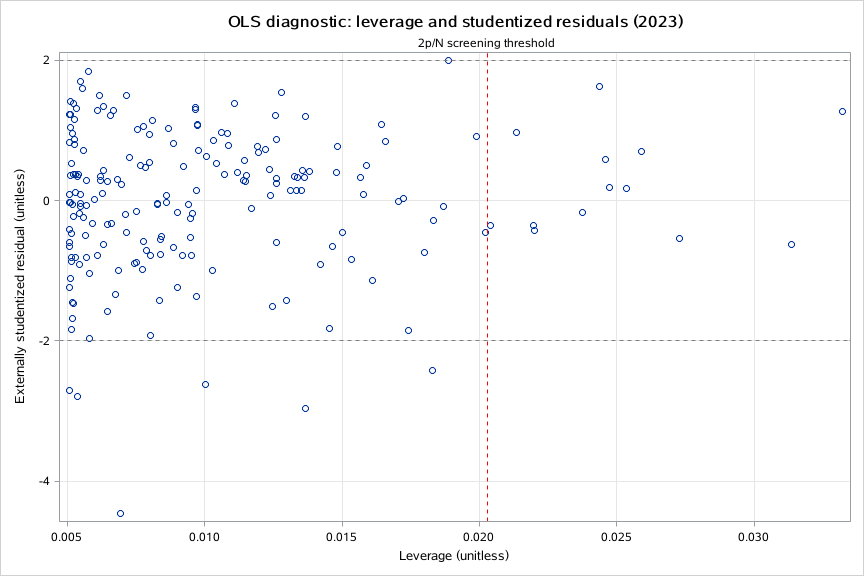 OLS diagnostic: leverage and studentized residuals (2023)
2p/N screening threshold
Externally studentized residual (unitless)
2
0
-2
-4
0.005
0.010
0.015
0.020
0.025
0.030
Leverage (unitless)